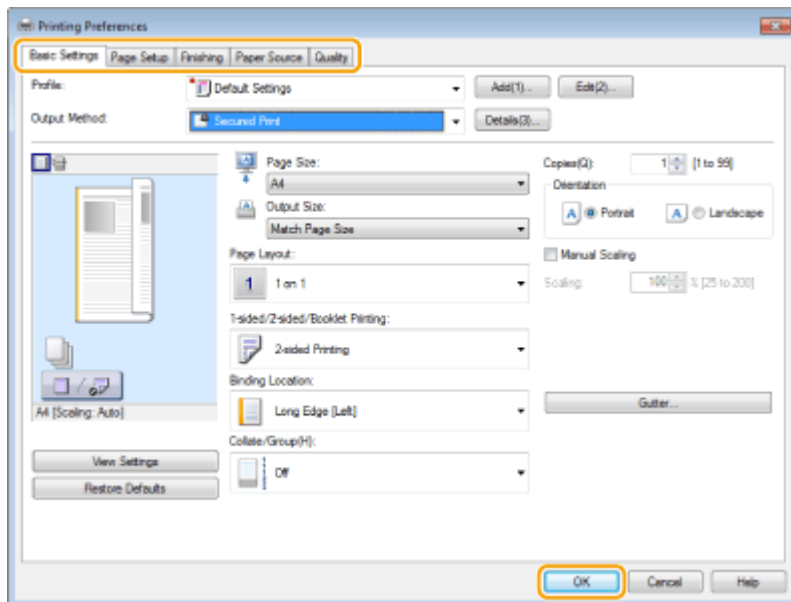 Printing Preferences
Basic Settings Page Setup Finishing Paper Source Quality
Profile: Default Settings Add(1)... Edit(2)...
Output Method: Secured Print Details(3)...
Page Size: Copies(Q): 1 [1 to 99]
A4 Orientation
Output Size: A Portrait A Landscape
Match Page Size
Page Layout: Manual Scaling
1 1 on 1 Scaling: 100 % [25 to 200]
1-sided/2-sided/Booklet Printing:
2-sided Printing
Binding Location:
Long Edge [Left] Gutter...
A4 [Scaling: Auto]
Collate/Group(H):
View Settings Off
Restore Defaults
OK Cancel Help